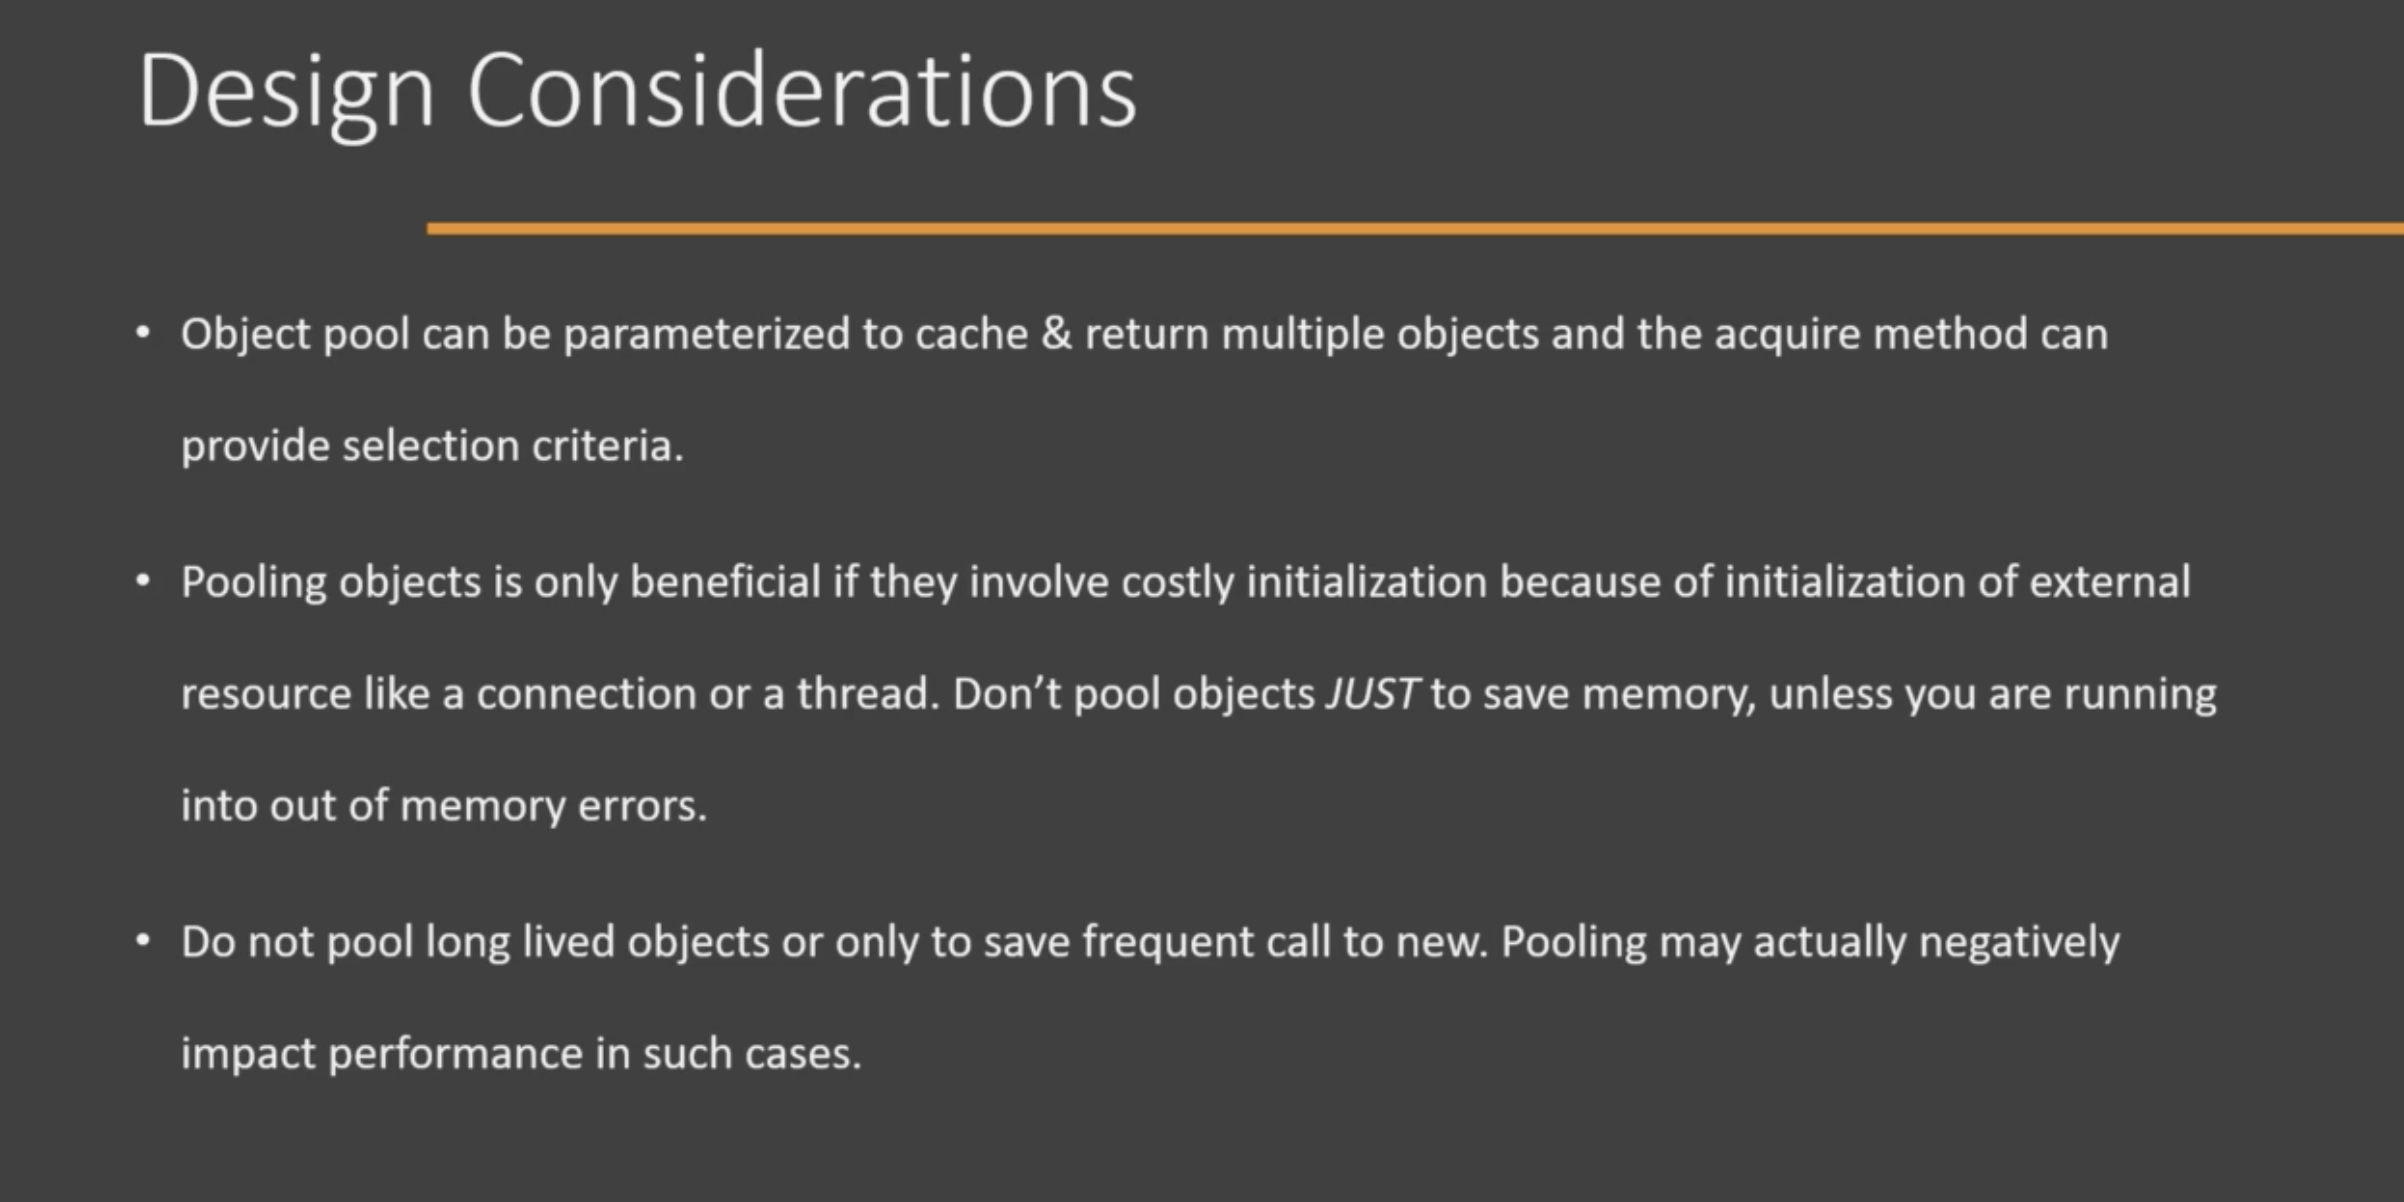 Design Considerations
• Object pool can be parameterized to cache & return multiple objects and the acquire method can
provide selection criteria.
• Pooling objects is only beneficial if they involve costly initialization because of initialization of external
resource like a connection or a thread. Don’t pool objects JUST to save memory, unless you are running
into out of memory errors.
• Do not pool long lived objects or only to save frequent call to new. Pooling may actually negatively
impact performance in such cases.